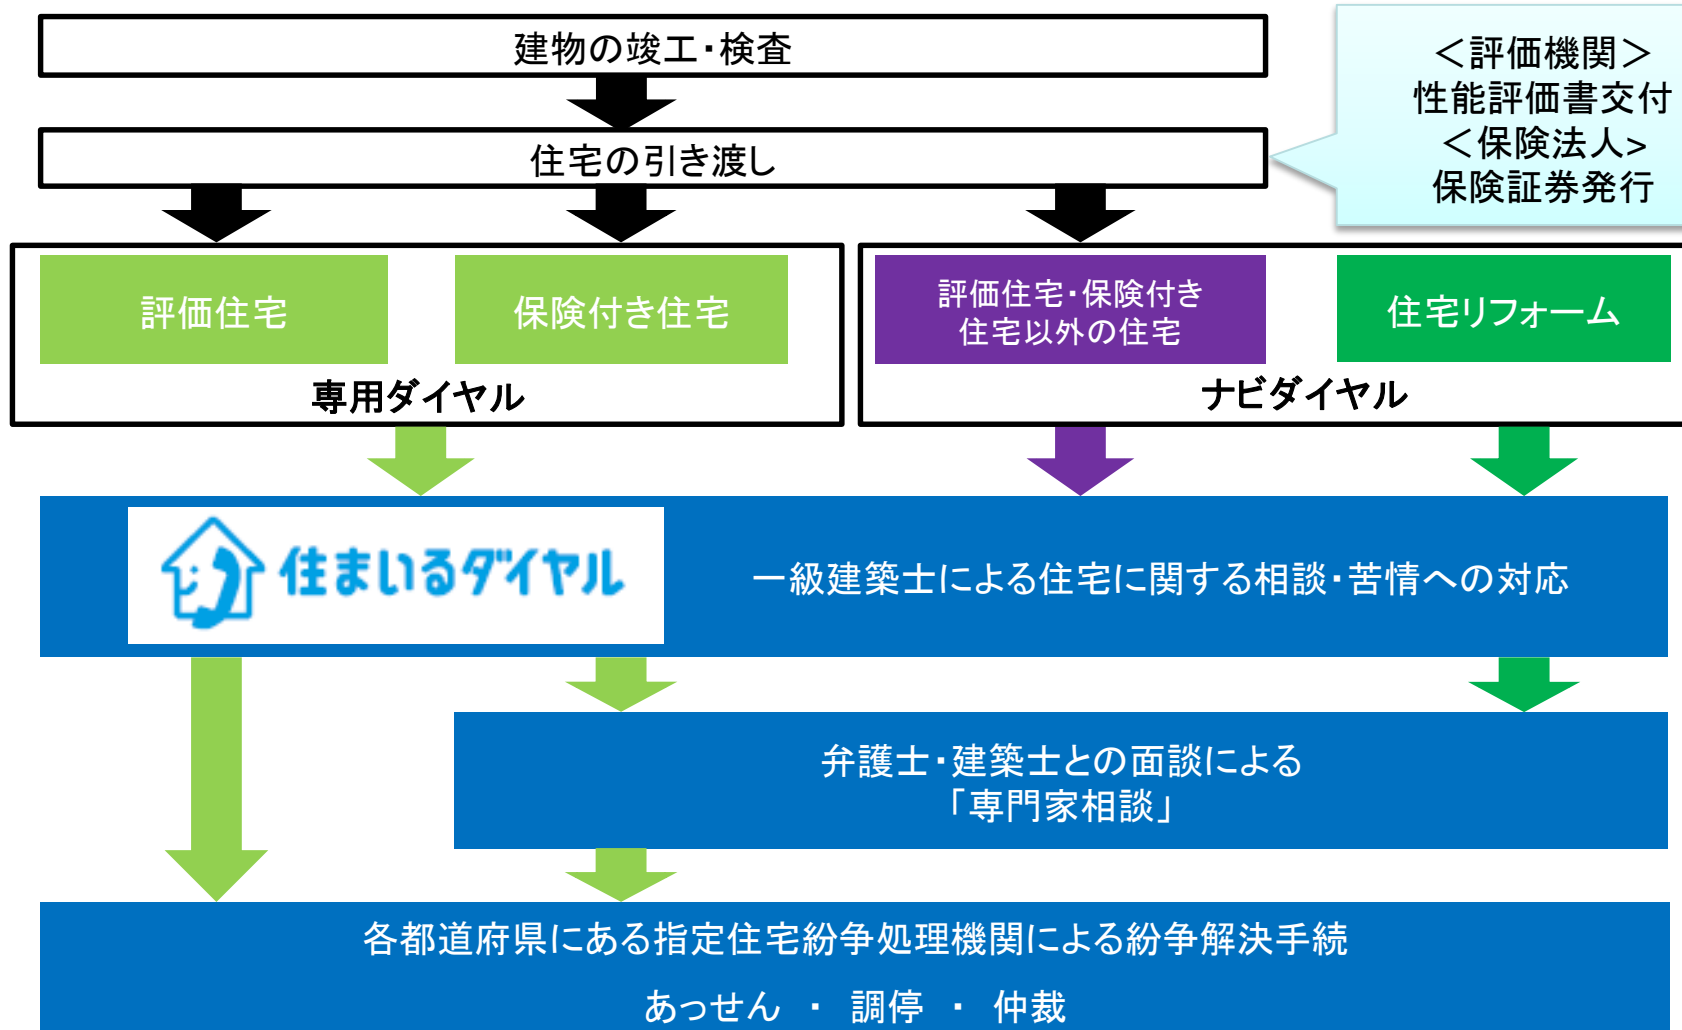 建物の竣工・検査
＜評価機関＞
性能評価書交付
＜保険法人>
保険証券発行
住宅の引き渡し
評価住宅
保険付き住宅
専用ダイヤル
評価住宅・保険付き
住宅以外の住宅
住宅リフォーム
ナビダイヤル
住まいるダイヤル
一級建築士による住宅に関する相談・苦情への対応
弁護士・建築士との面談による
「専門家相談」
各都道府県にある指定住宅紛争処理機関による紛争解決手続
あっせん ・ 調停 ・ 仲裁